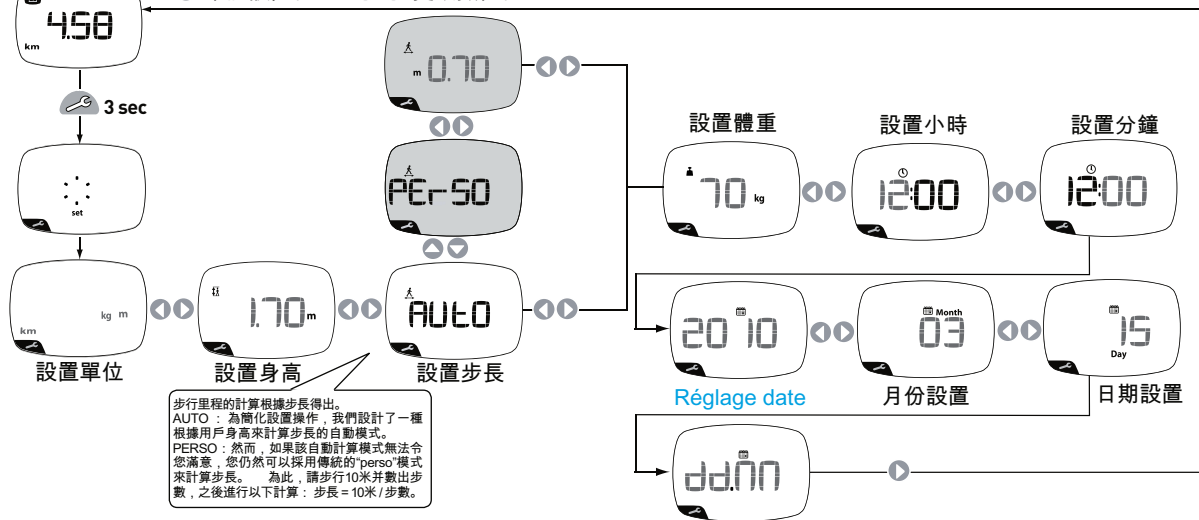 4.58
km
3 sec
set
km kg m
設置單位
1.70 m
設置身高
m 0.70
PErSO
AUtO
設置步長
步行里程的計算根據步長得出。
AUTO ： 為簡化設置操作，我們設計了一種
根據用戶身高來計算步長的自動模式。
PERSO：然而，如果該自動計算模式無法令
您滿意，您仍然可以採用傳統的“perso”模式
來計算步長。 為此，請步行10米并數出步
數，之後進行以下計算： 步長 = 10米 / 步數。
設置體重
70 kg
設置小時
12:00
設置分鐘
12:00
2010
Réglage date
Month
03
月份設置
15
Day
日期設置
dd.nn